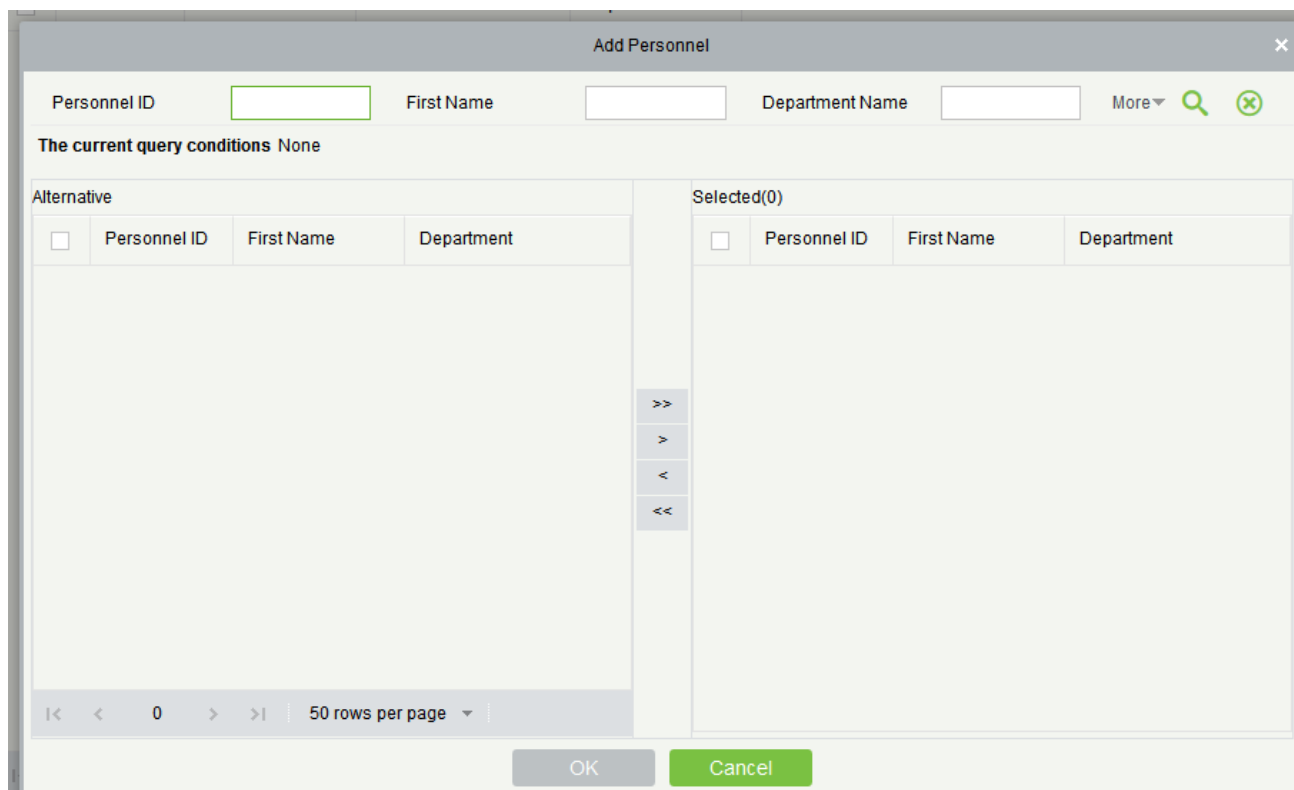 Add Personnel ×
Personnel ID First Name Department Name More
The current query conditions None
Alternative Selected(0)
Personnel ID First Name Department Personnel ID First Name Department
>>
>
<
<<
|< < 0 > >| 50 rows per page
OK Cancel